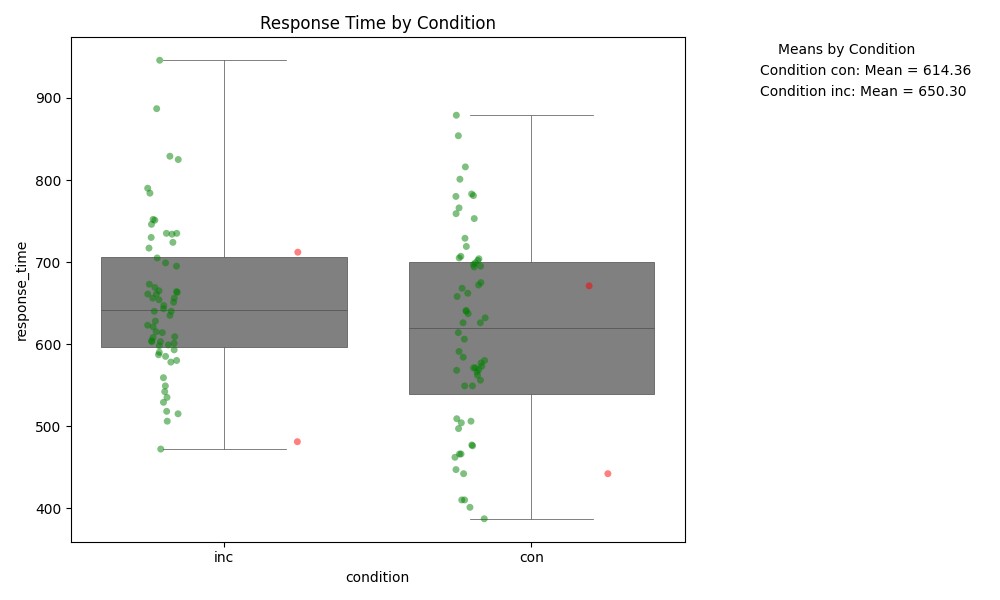 Response Time by Condition
Means by Condition
Condition con: Mean = 614.36
Condition inc: Mean = 650.30
response_time
900
800
700
600
500
400
inc
con
condition